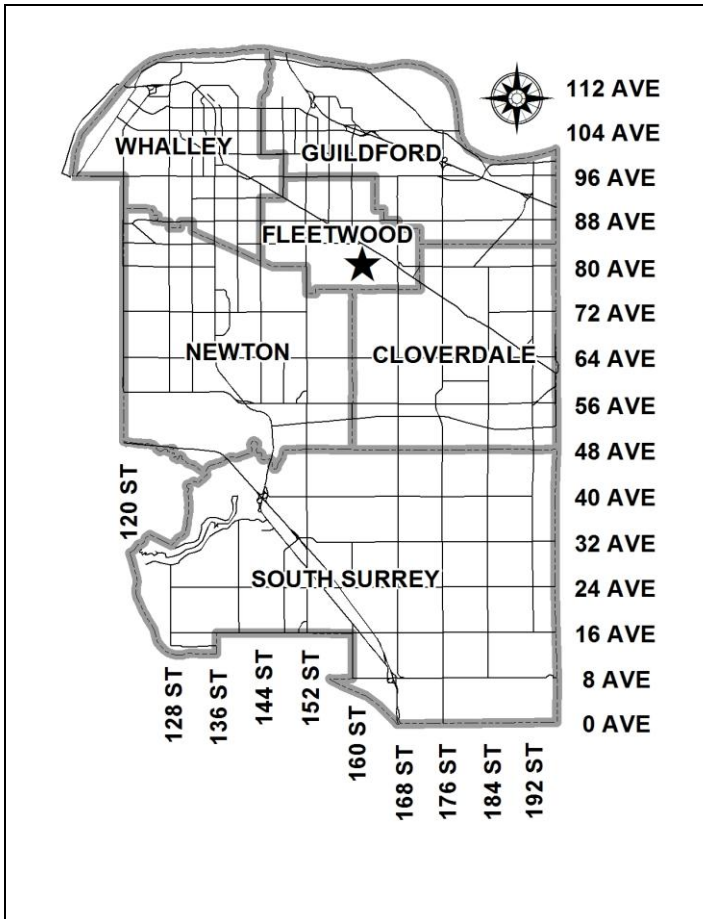 112 AVE
104 AVE
WHALLEY
GUILDFORD
96 AVE
88 AVE
FLEETWOOD
80 AVE
72 AVE
NEWTON
CLOVERDALE
64 AVE
56 AVE
48 AVE
120 ST
40 AVE
32 AVE
SOUTH SURREY
24 AVE
16 AVE
8 AVE
0 AVE
128 ST
136 ST
144 ST
152 ST
160 ST
168 ST
176 ST
184 ST
192 ST